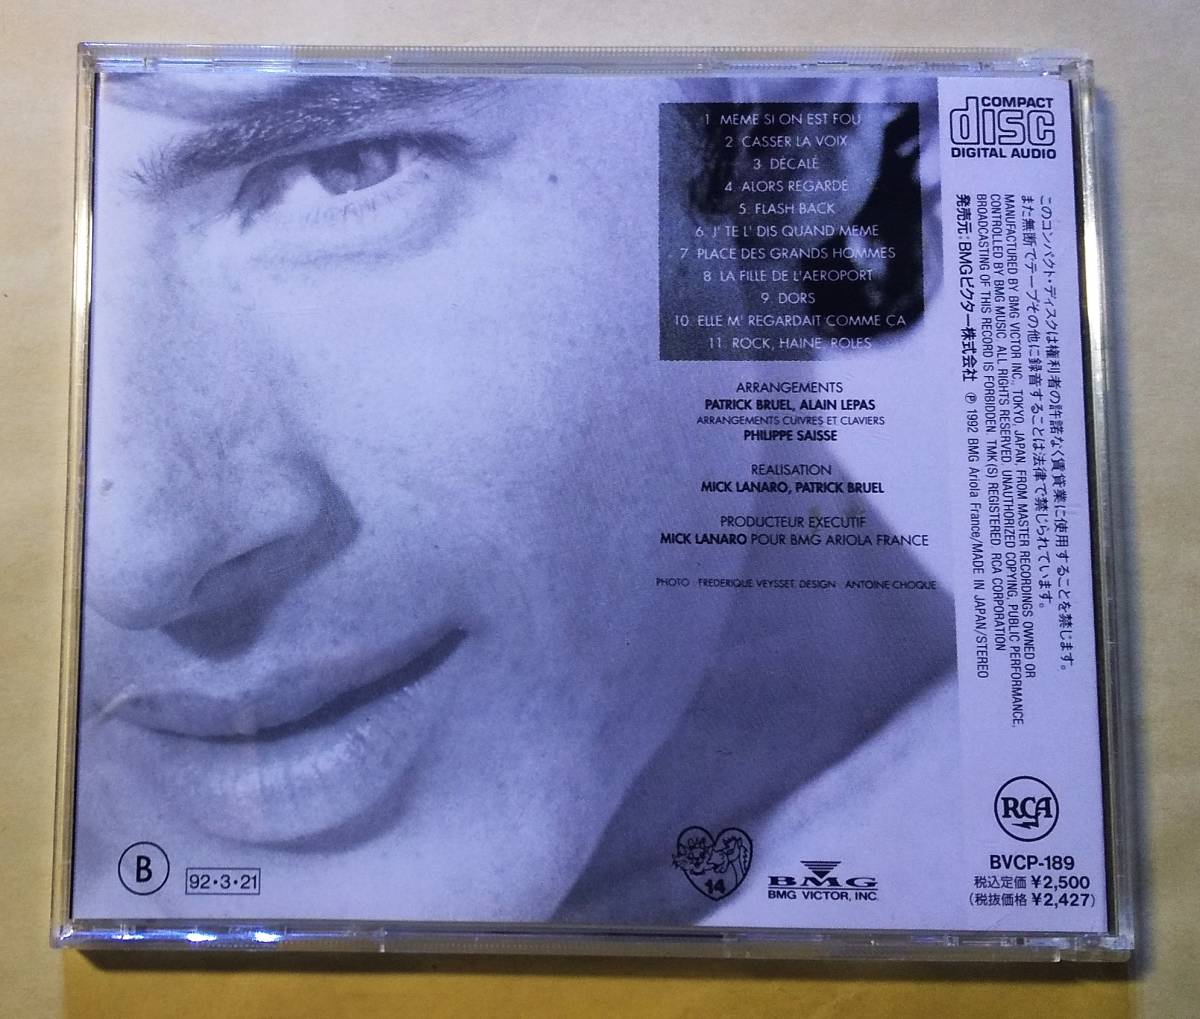 1 MEME SI ON EST FOU
2 CASSER LA VOIX
3 DÉCALÉ
4 ALORS REGARDE
5 FLASH BACK
6 J' TE L' DIS QUAND MEME
7 PLACE DES GRANDS HOMMES
8 LA FILLE DE L'AEROPORT
9 DORS
10 ELLE M' REGARDAIT COMME ÇA
11 ROCK, HAINE, ROLES
ARRANGEMENTS
PATRICK BRUEL, ALAIN LEPAS
ARRANGEMENTS CUIVRES ET CLAVIERS
PHILIPPE SAISSE
REALISATION
MICK LANARO, PATRICK BRUEL
PRODUCTEUR EXECUTIF
MICK LANARO POUR BMG ARIOLA FRANCE
PHOTO : FREDERIQUE VEYSSET. DESIGN : ANTOINE CHOQUE
COMPACT
disc
DIGITAL AUDIO
このコンパクト・ディスクは権利者の許諾なく賃貸業に使用することを禁じます。
また無断でテープその他に録音することは法律で禁じられています。
MANUFACTURED BY BMG VICTOR INC., TOKYO, JAPAN, FROM MASTER RECORDINGS OWNED OR
CONTROLLED BY BMG MUSIC. ALL RIGHTS RESERVED. UNAUTHORIZED COPYING, PUBLIC PERFORMANCE,
BROADCASTING OF THIS RECORD IS FORBIDDEN. TMK(S) REGISTERED. RCA CORPORATION
発売元:BMGビクター株式会社 ℗ 1992 BMG Ariola France/MADE IN JAPAN/STEREO
RCA
BVCP-189
税込定価 ¥2,500
(税抜価格 ¥2,427)
B
92・3・21
14
BMG
BMG VICTOR, INC.